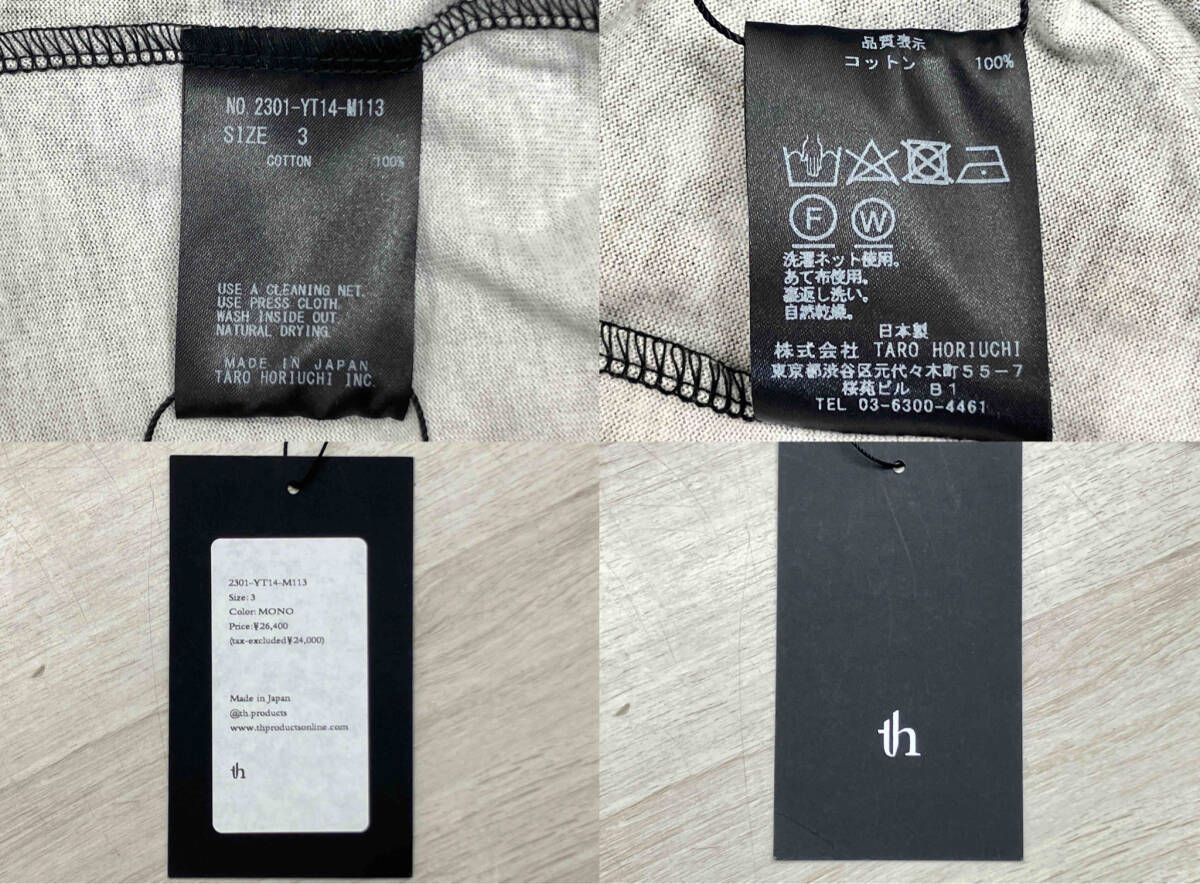 NO 2301-YT14-M113
SIZE 3
COTTON 100%
USE A CLEANING NET.
USE PRESS CLOTH.
WASH INSIDE OUT.
NATURAL DRYING.
MADE IN JAPAN
TARO HORIUCHI INC.
品質表示
コットン 100%
F W
洗濯ネット使用。
あて布使用。
裏返し洗い。
自然乾燥。
日本製
株式会社 TARO HORIUCHI
東京都渋谷区元代々木町55-7
桜苑ビル B1
TEL 03-6300-4461
2301-YT14-M113
Size: 3
Color: MONO
Price:¥26,400
(tax-excluded¥24,000)
Made in Japan
@th.products
www.thproductsonline.com
th
th